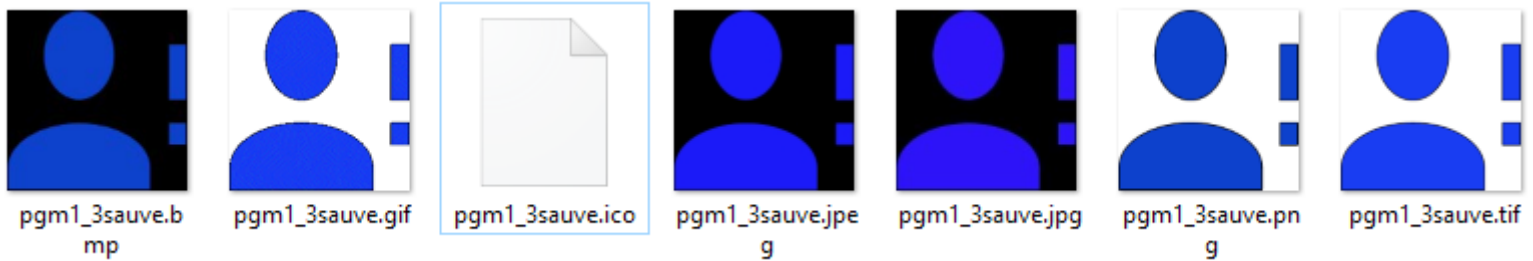 pgm1_3sauve.b
mp
pgm1_3sauve.gif
pgm1_3sauve.ico
pgm1_3sauve.jpe
g
pgm1_3sauve.jpg
pgm1_3sauve.pn
g
pgm1_3sauve.tif